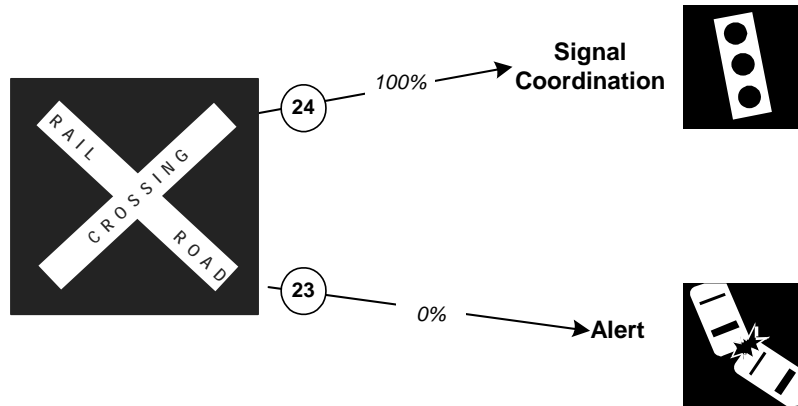 RAIL
CROSSING
ROAD
24
100%
Signal
Coordination
23
0%
Alert